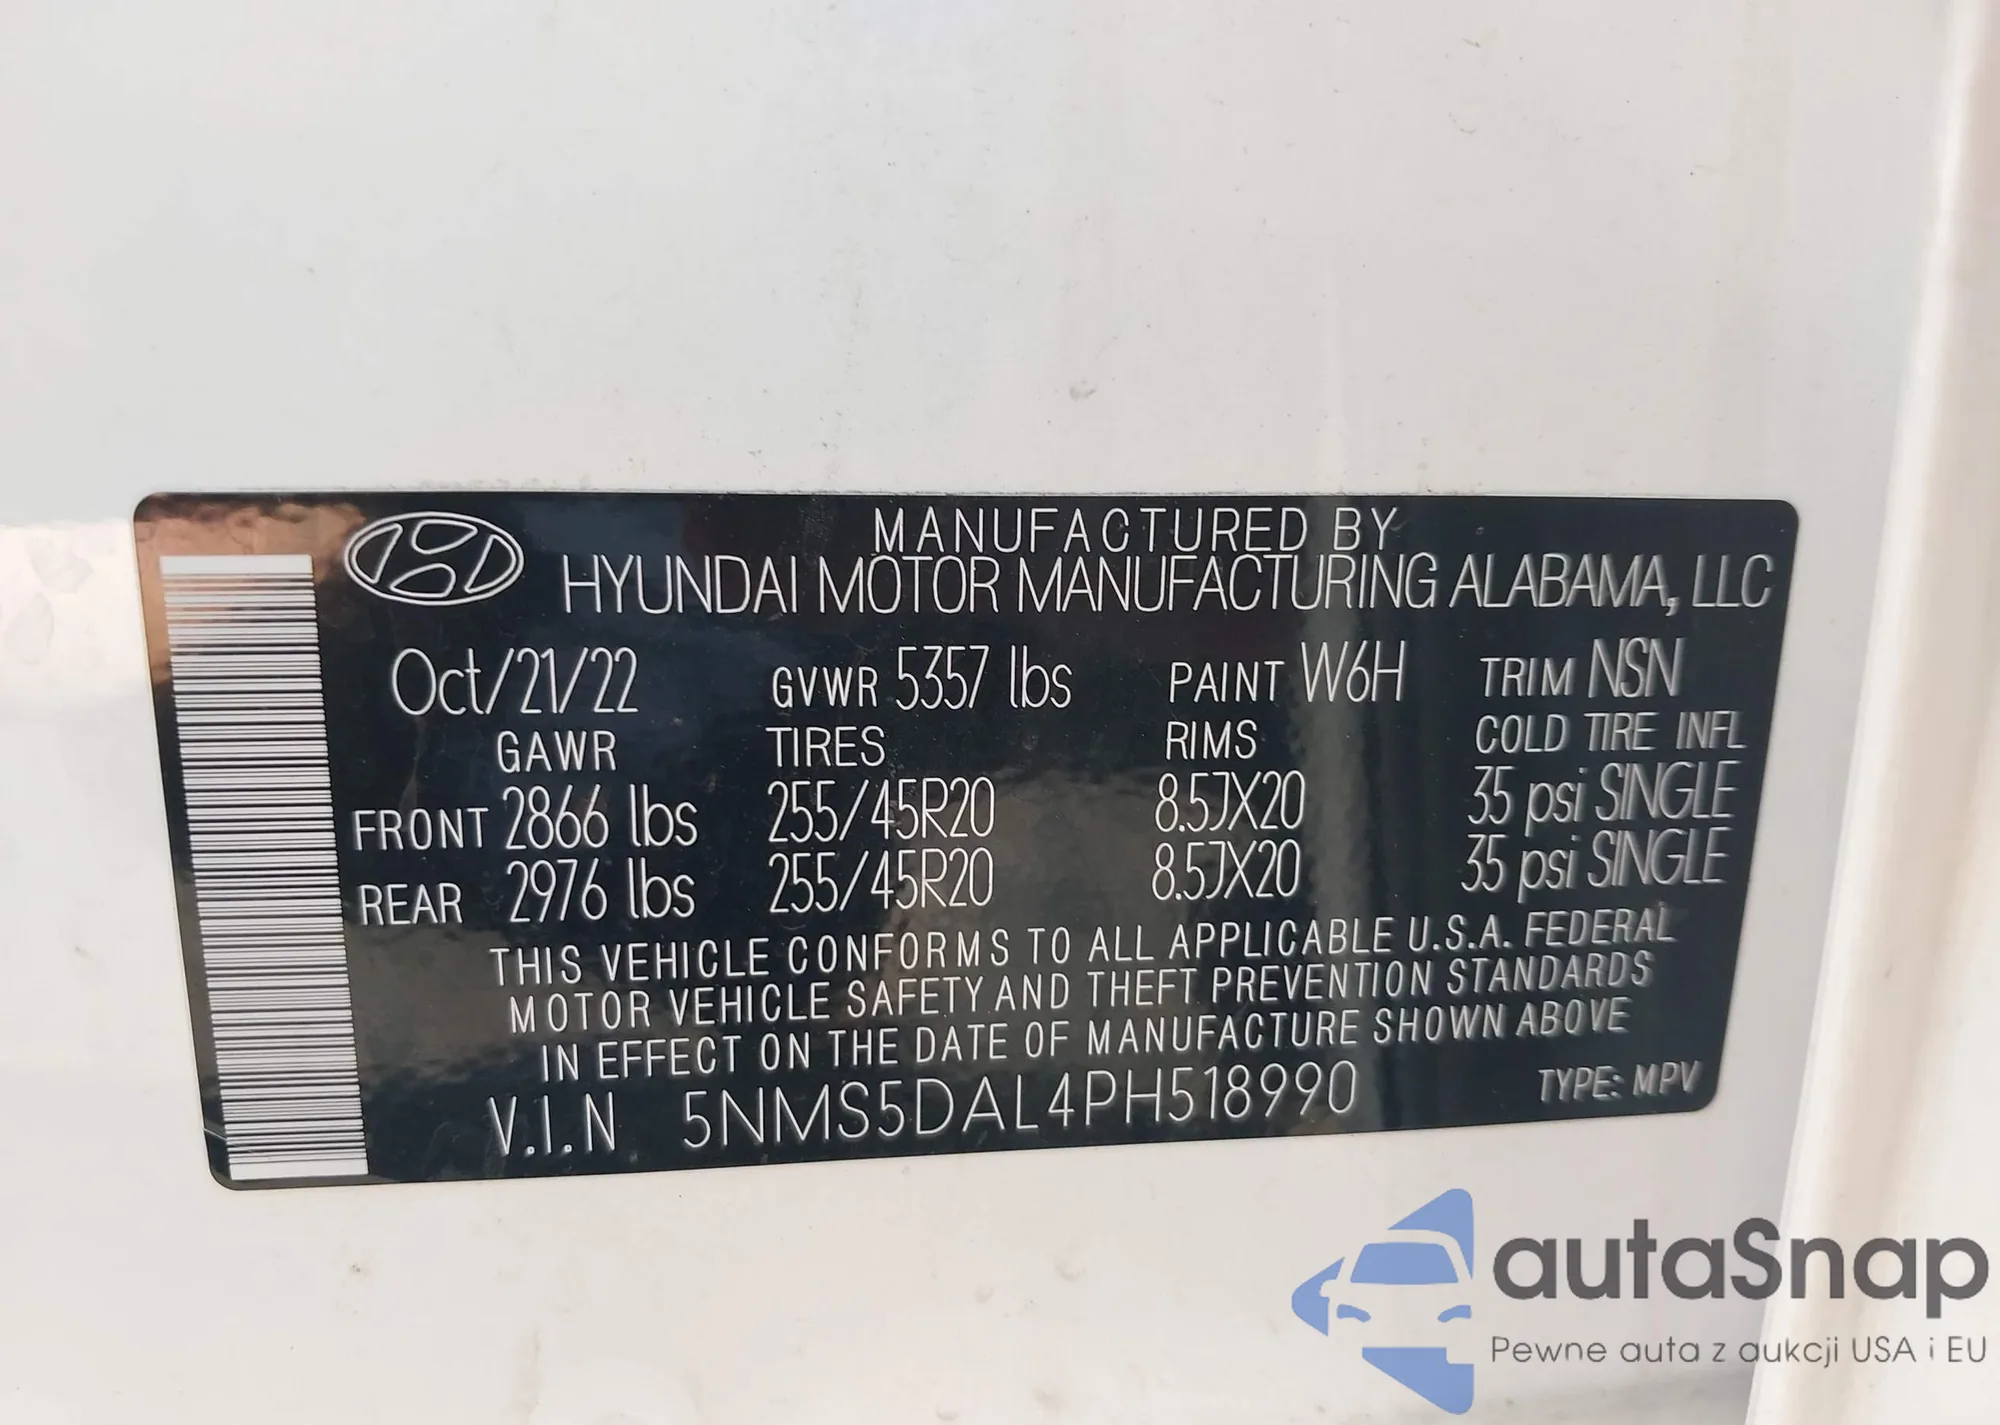 MANUFACTURED BY
HYUNDAI MOTOR MANUFACTURING ALABAMA, LLC
Oct/21/22 GVWR 5357 lbs PAINT W6H TRIM NSN
GAWR TIRES RIMS COLD TIRE INFL
FRONT 2866 lbs 255/45R20 8.5JX20 35 psi SINGLE
REAR 2976 lbs 255/45R20 8.5JX20 35 psi SINGLE
THIS VEHICLE CONFORMS TO ALL APPLICABLE U.S.A. FEDERAL
MOTOR VEHICLE SAFETY AND THEFT PREVENTION STANDARDS
IN EFFECT ON THE DATE OF MANUFACTURE SHOWN ABOVE
V.I.N 5NMS5DAL4PH518990 TYPE: MPV
autaSnap
Pewne auta z aukcji USA i EU